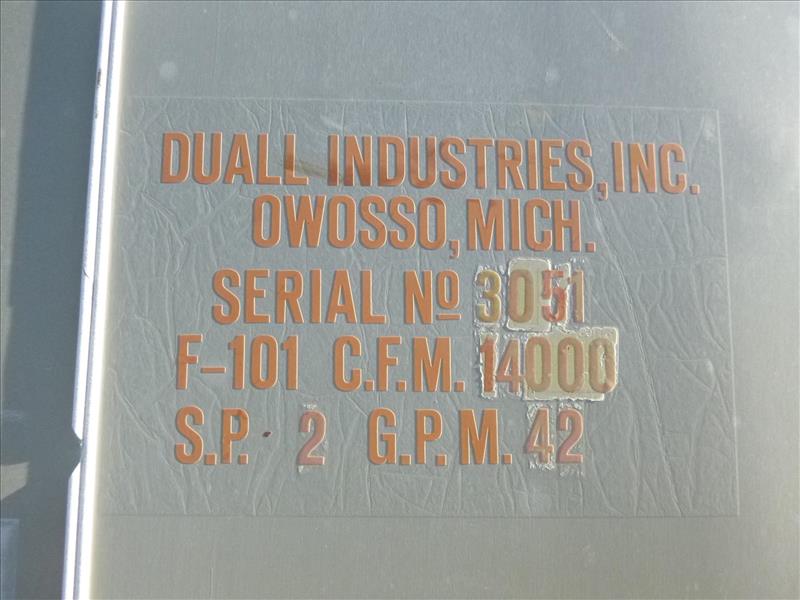 DUALL INDUSTRIES, INC.
OWOSSO, MICH.
SERIAL Nº 3051
F-101 C.F.M. 14000
S.P. 2 G.P.M. 42